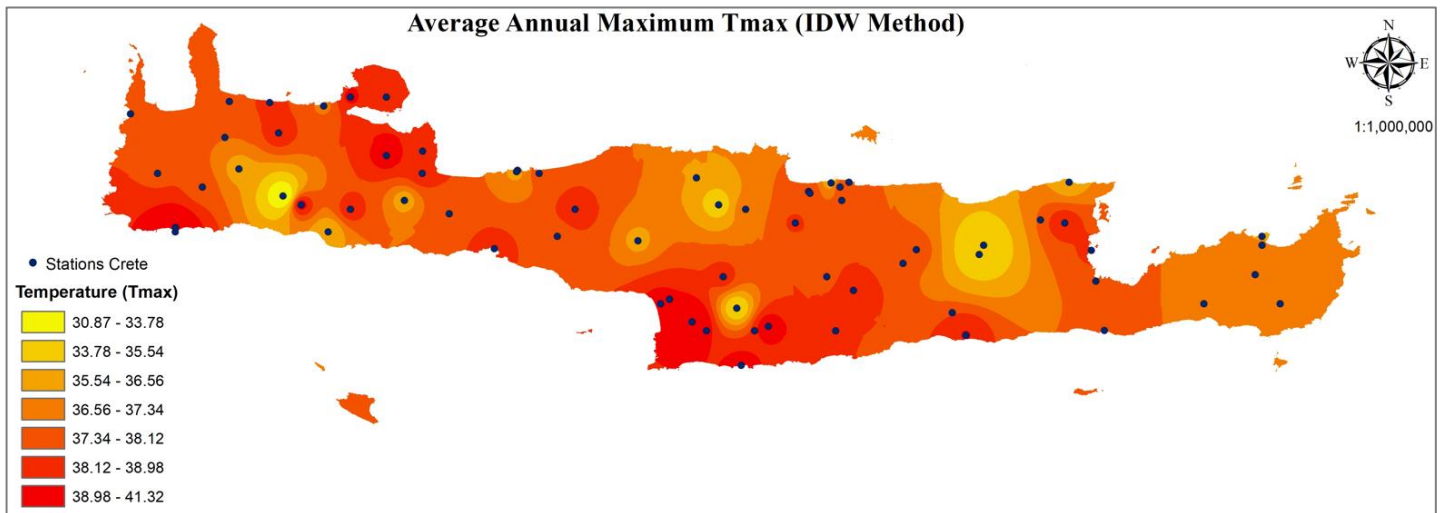 Average Annual Maximum Tmax (IDW Method)
N
W E
S
1:1,000,000
Stations Crete
Temperature (Tmax)
30.87 - 33.78
33.78 - 35.54
35.54 - 36.56
36.56 - 37.34
37.34 - 38.12
38.12 - 38.98
38.98 - 41.32